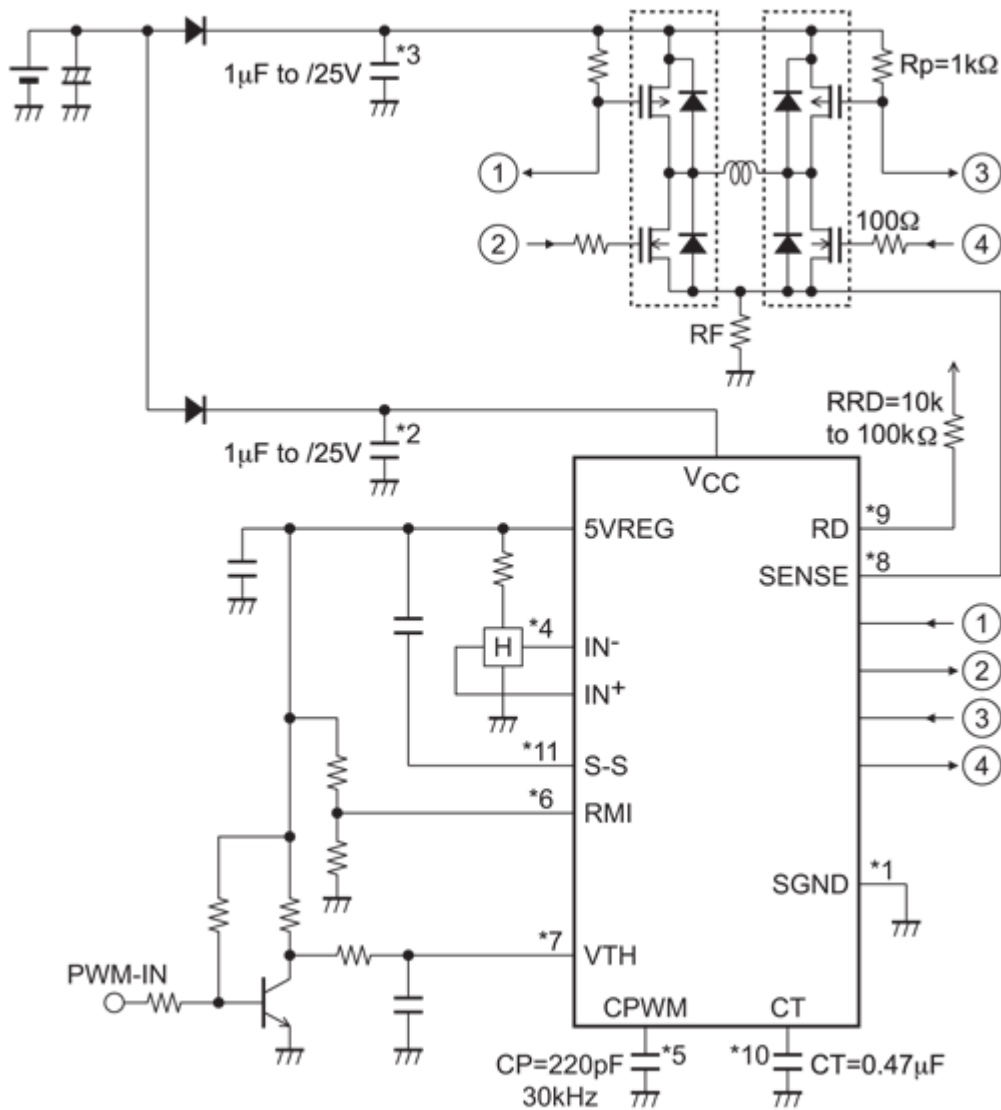 *3
1µF to /25V
Rp=1kΩ
1
3
2
100Ω
4
RF
RRD=10k
to 100kΩ
*2
1µF to /25V
VCC
*9
5VREG
RD
*8
SENSE
*4
H
IN-
1
IN+
2
*11
S-S
3
*6
RMI
4
SGND
*1
*7
VTH
PWM-IN
CPWM
CT
CP=220pF
30kHz
*5
*10
CT=0.47µF